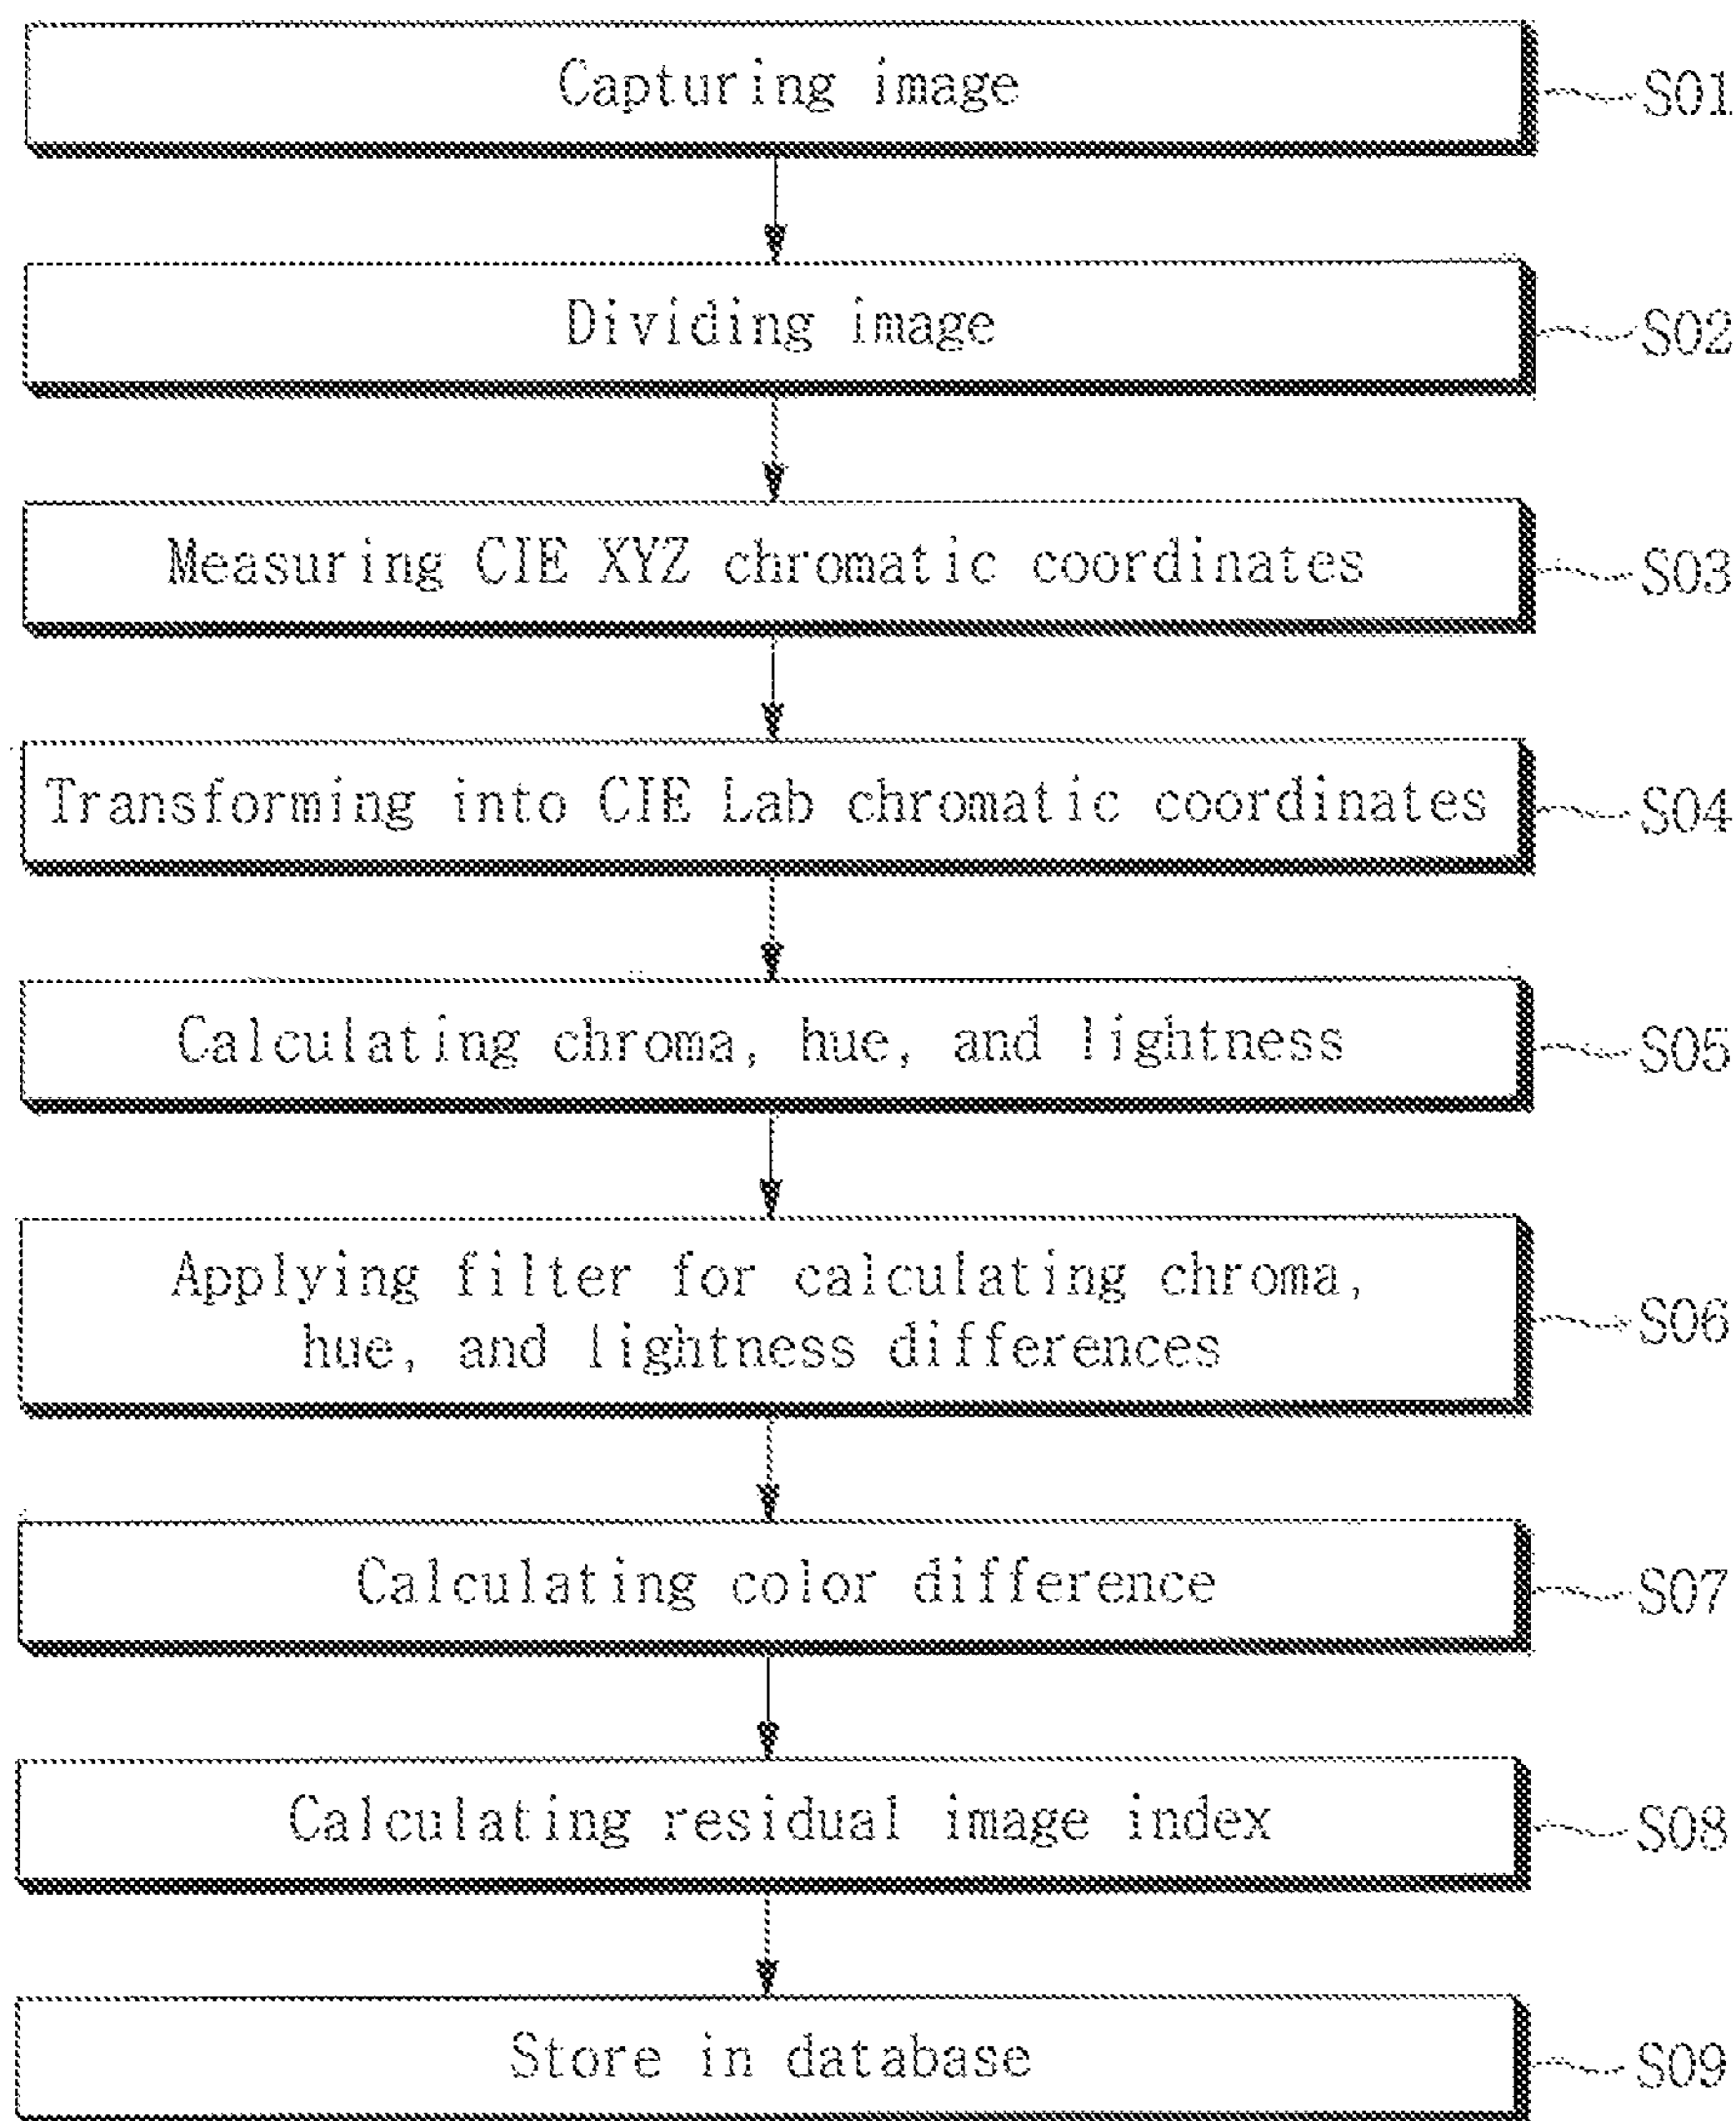 Capturing image
S01
Dividing image
S02
Measuring CIE XYZ chromatic coordinates
S03
Transforming into CIE Lab chromatic coordinates
S04
Calculating chroma, hue, and lightness
S05
Applying filter for calculating chroma,
hue, and lightness differences
S06
Calculating color difference
S07
Calculating residual image index
S08
Store in database
S09